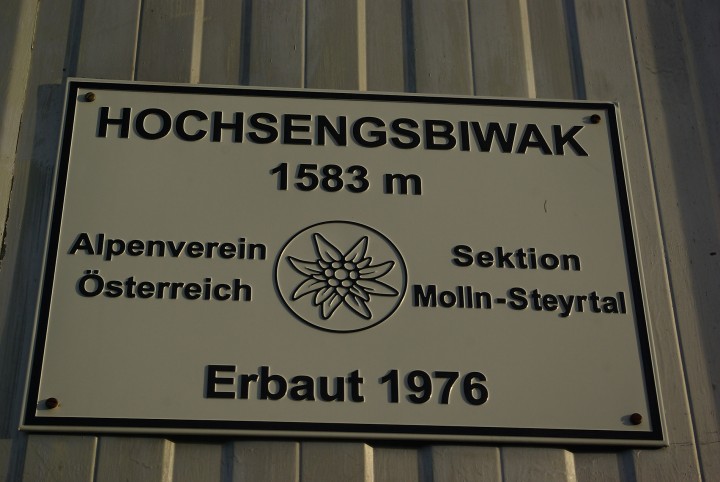 HOCHSENGSBIWAK
1583 m
Alpenverein
Österreich
Sektion
Molln-Steyrtal
Erbaut 1976